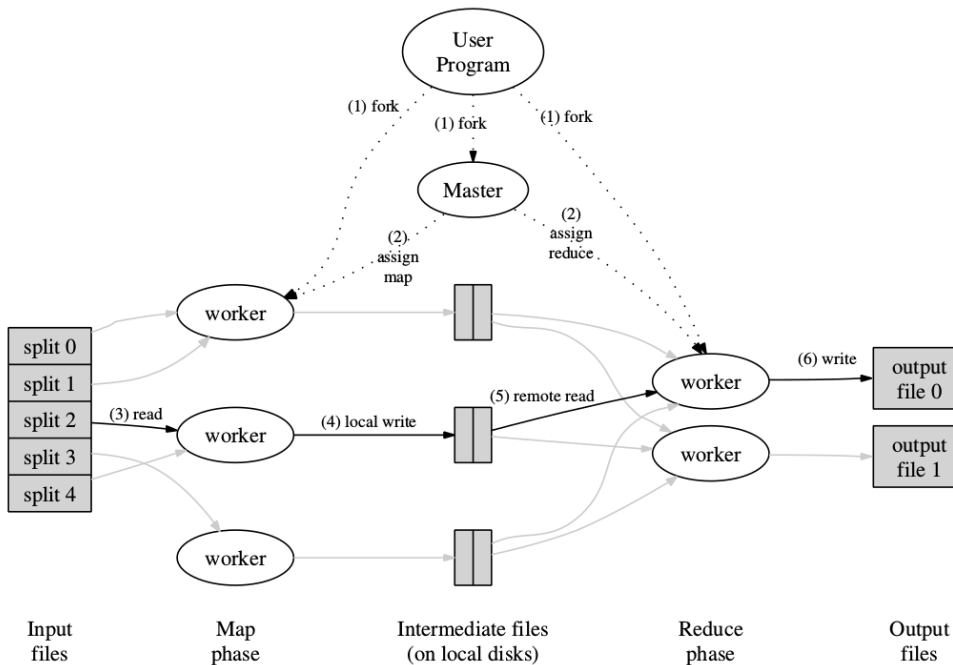 User
Program
(1) fork
(1) fork
(1) fork
Master
(2)
assign
map
(2)
assign
reduce
worker
split 0
split 1
split 2
split 3
split 4
(3) read
worker
(4) local write
(5) remote read
worker
(6) write
output
file 0
worker
output
file 1
worker
Input
files
Map
phase
Intermediate files
(on local disks)
Reduce
phase
Output
files